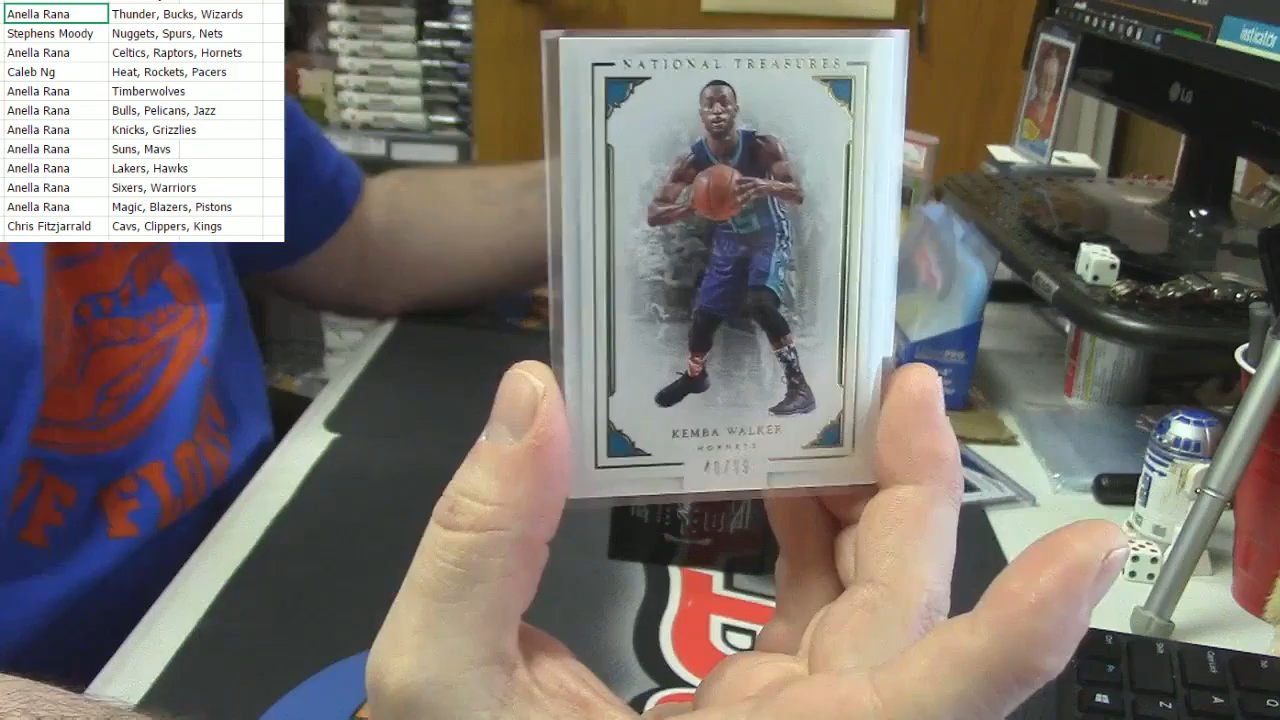 Anella Rana Thunder, Bucks, Wizards
Stephens Moody Nuggets, Spurs, Nets
Anella Rana Celtics, Raptors, Hornets
Caleb Ng Heat, Rockets, Pacers
Anella Rana Timberwolves
Anella Rana Bulls, Pelicans, Jazz
Anella Rana Knicks, Grizzlies
Anella Rana Suns, Mavs
Anella Rana Lakers, Hawks
Anella Rana Sixers, Warriors
Anella Rana Magic, Blazers, Pistons
Chris Fitzjarrald Cavs, Clippers, Kings
NATIONAL TREASURES
KEMBA WALKER
HORNETS
LG